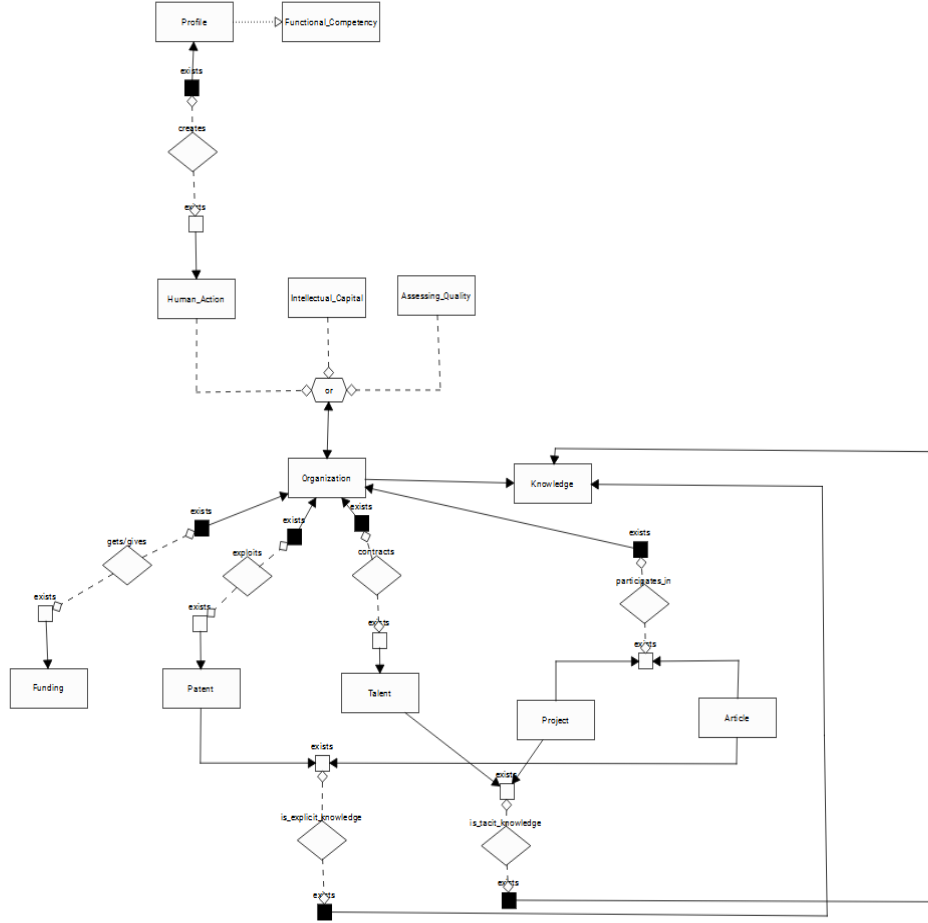 Profile
Functional_Competency
exists
creates
exists
Human_Action
Intellectual_Capital
Assessing_Quality
or
Organization
Knowledge
exists
exists
exists
exists
gets/gives
exploits
contracts
participates_in
exists
exists
exists
exists
Funding
Patent
Talent
Project
Article
exists
exists
is_explicit_knowledge
is_tacit_knowledge
exists
exists